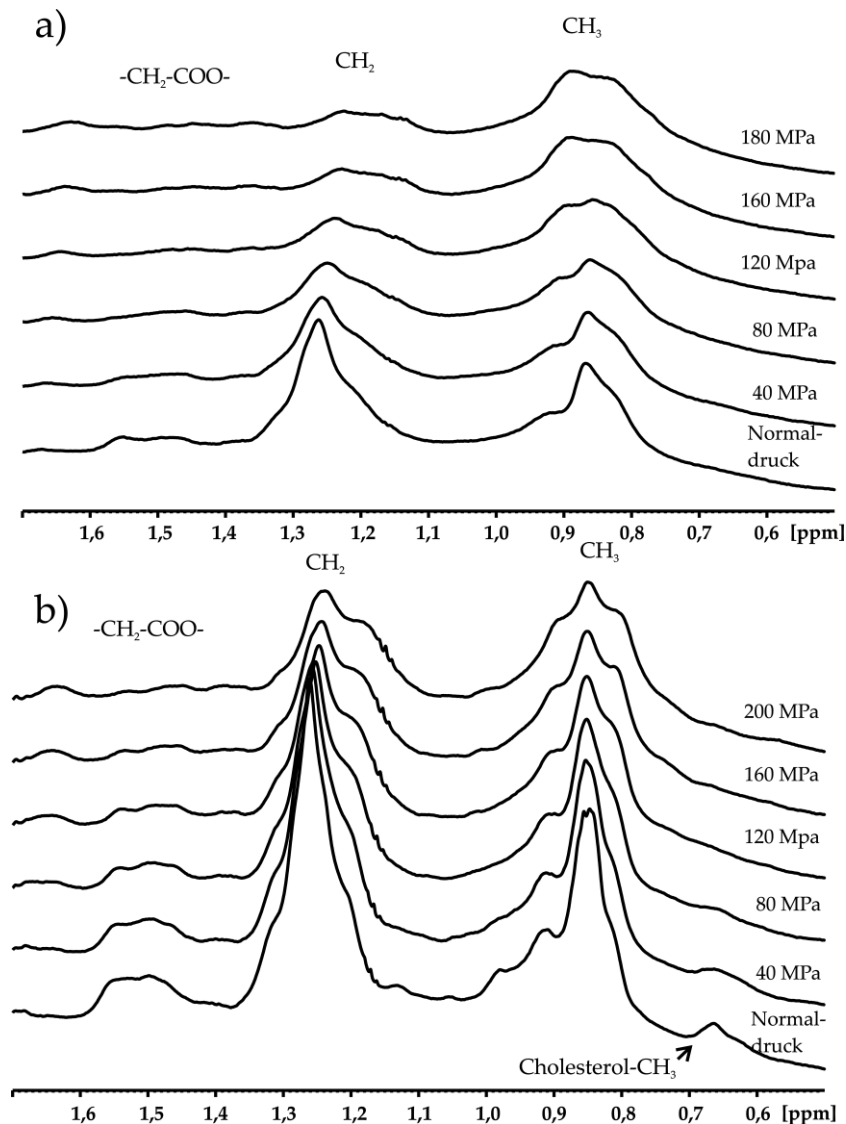 a)
CH₃
CH₂
-CH₂-COO-
180 MPa
160 MPa
120 Mpa
80 MPa
40 MPa
Normal-
druck
1,6 1,5 1,4 1,3 1,2 1,1 1,0 0,9 0,8 0,7 0,6 [ppm]
CH₂ CH₃
b)
-CH₂-COO-
200 MPa
160 MPa
120 Mpa
80 MPa
40 MPa
Normal-
druck
Cholesterol-CH₃
1,6 1,5 1,4 1,3 1,2 1,1 1,0 0,9 0,8 0,7 0,6 [ppm]